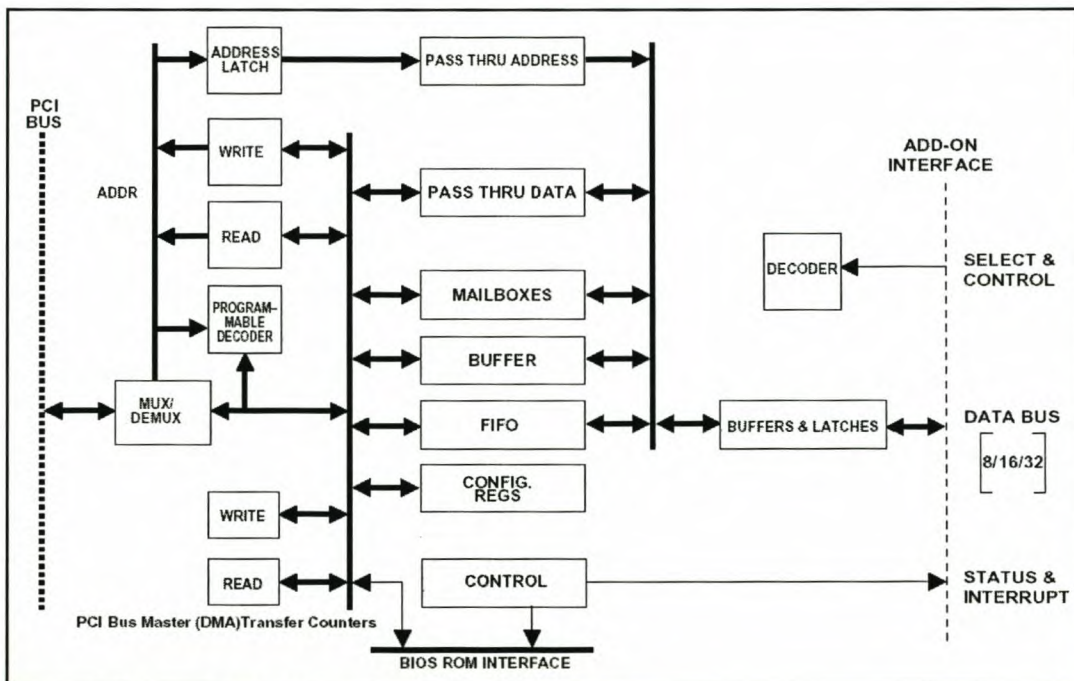 PCI
BUS
ADDR
ADDRESS
LATCH
WRITE
READ
PROGRAM-
MABLE
DECODER
MUX/
DEMUX
WRITE
READ
PCI Bus Master (DMA)Transfer Counters
PASS THRU ADDRESS
PASS THRU DATA
MAILBOXES
BUFFER
FIFO
CONFIG.
REGS
CONTROL
BIOS ROM INTERFACE
BUFFERS & LATCHES
DECODER
ADD-ON
INTERFACE
SELECT &
CONTROL
DATA BUS
8/16/32
STATUS &
INTERRUPT